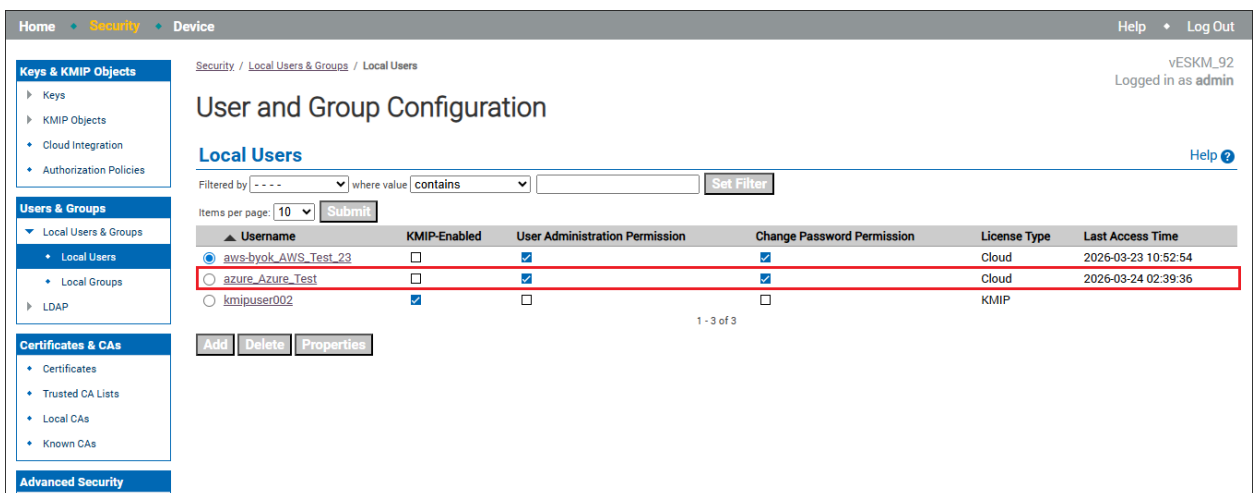 Home Security Device Help Log Out
vESKM_92
Logged in as admin
Keys & KMIP Objects
Keys
KMIP Objects
Cloud Integration
Authorization Policies
Users & Groups
Local Users & Groups
Local Users
Local Groups
LDAP
Certificates & CAs
Certificates
Trusted CA Lists
Local CAs
Known CAs
Advanced Security
Security / Local Users & Groups / Local Users
User and Group Configuration
Local Users Help ?
Filtered by - - - - where value contains Set Filter
Items per page: 10 Submit
Username KMIP-Enabled User Administration Permission Change Password Permission License Type Last Access Time
aws-byok_AWS_Test_23 Cloud 2026-03-23 10:52:54
azure_Azure_Test Cloud 2026-03-24 02:39:36
kmipuser002 KMIP
1 - 3 of 3
Add Delete Properties